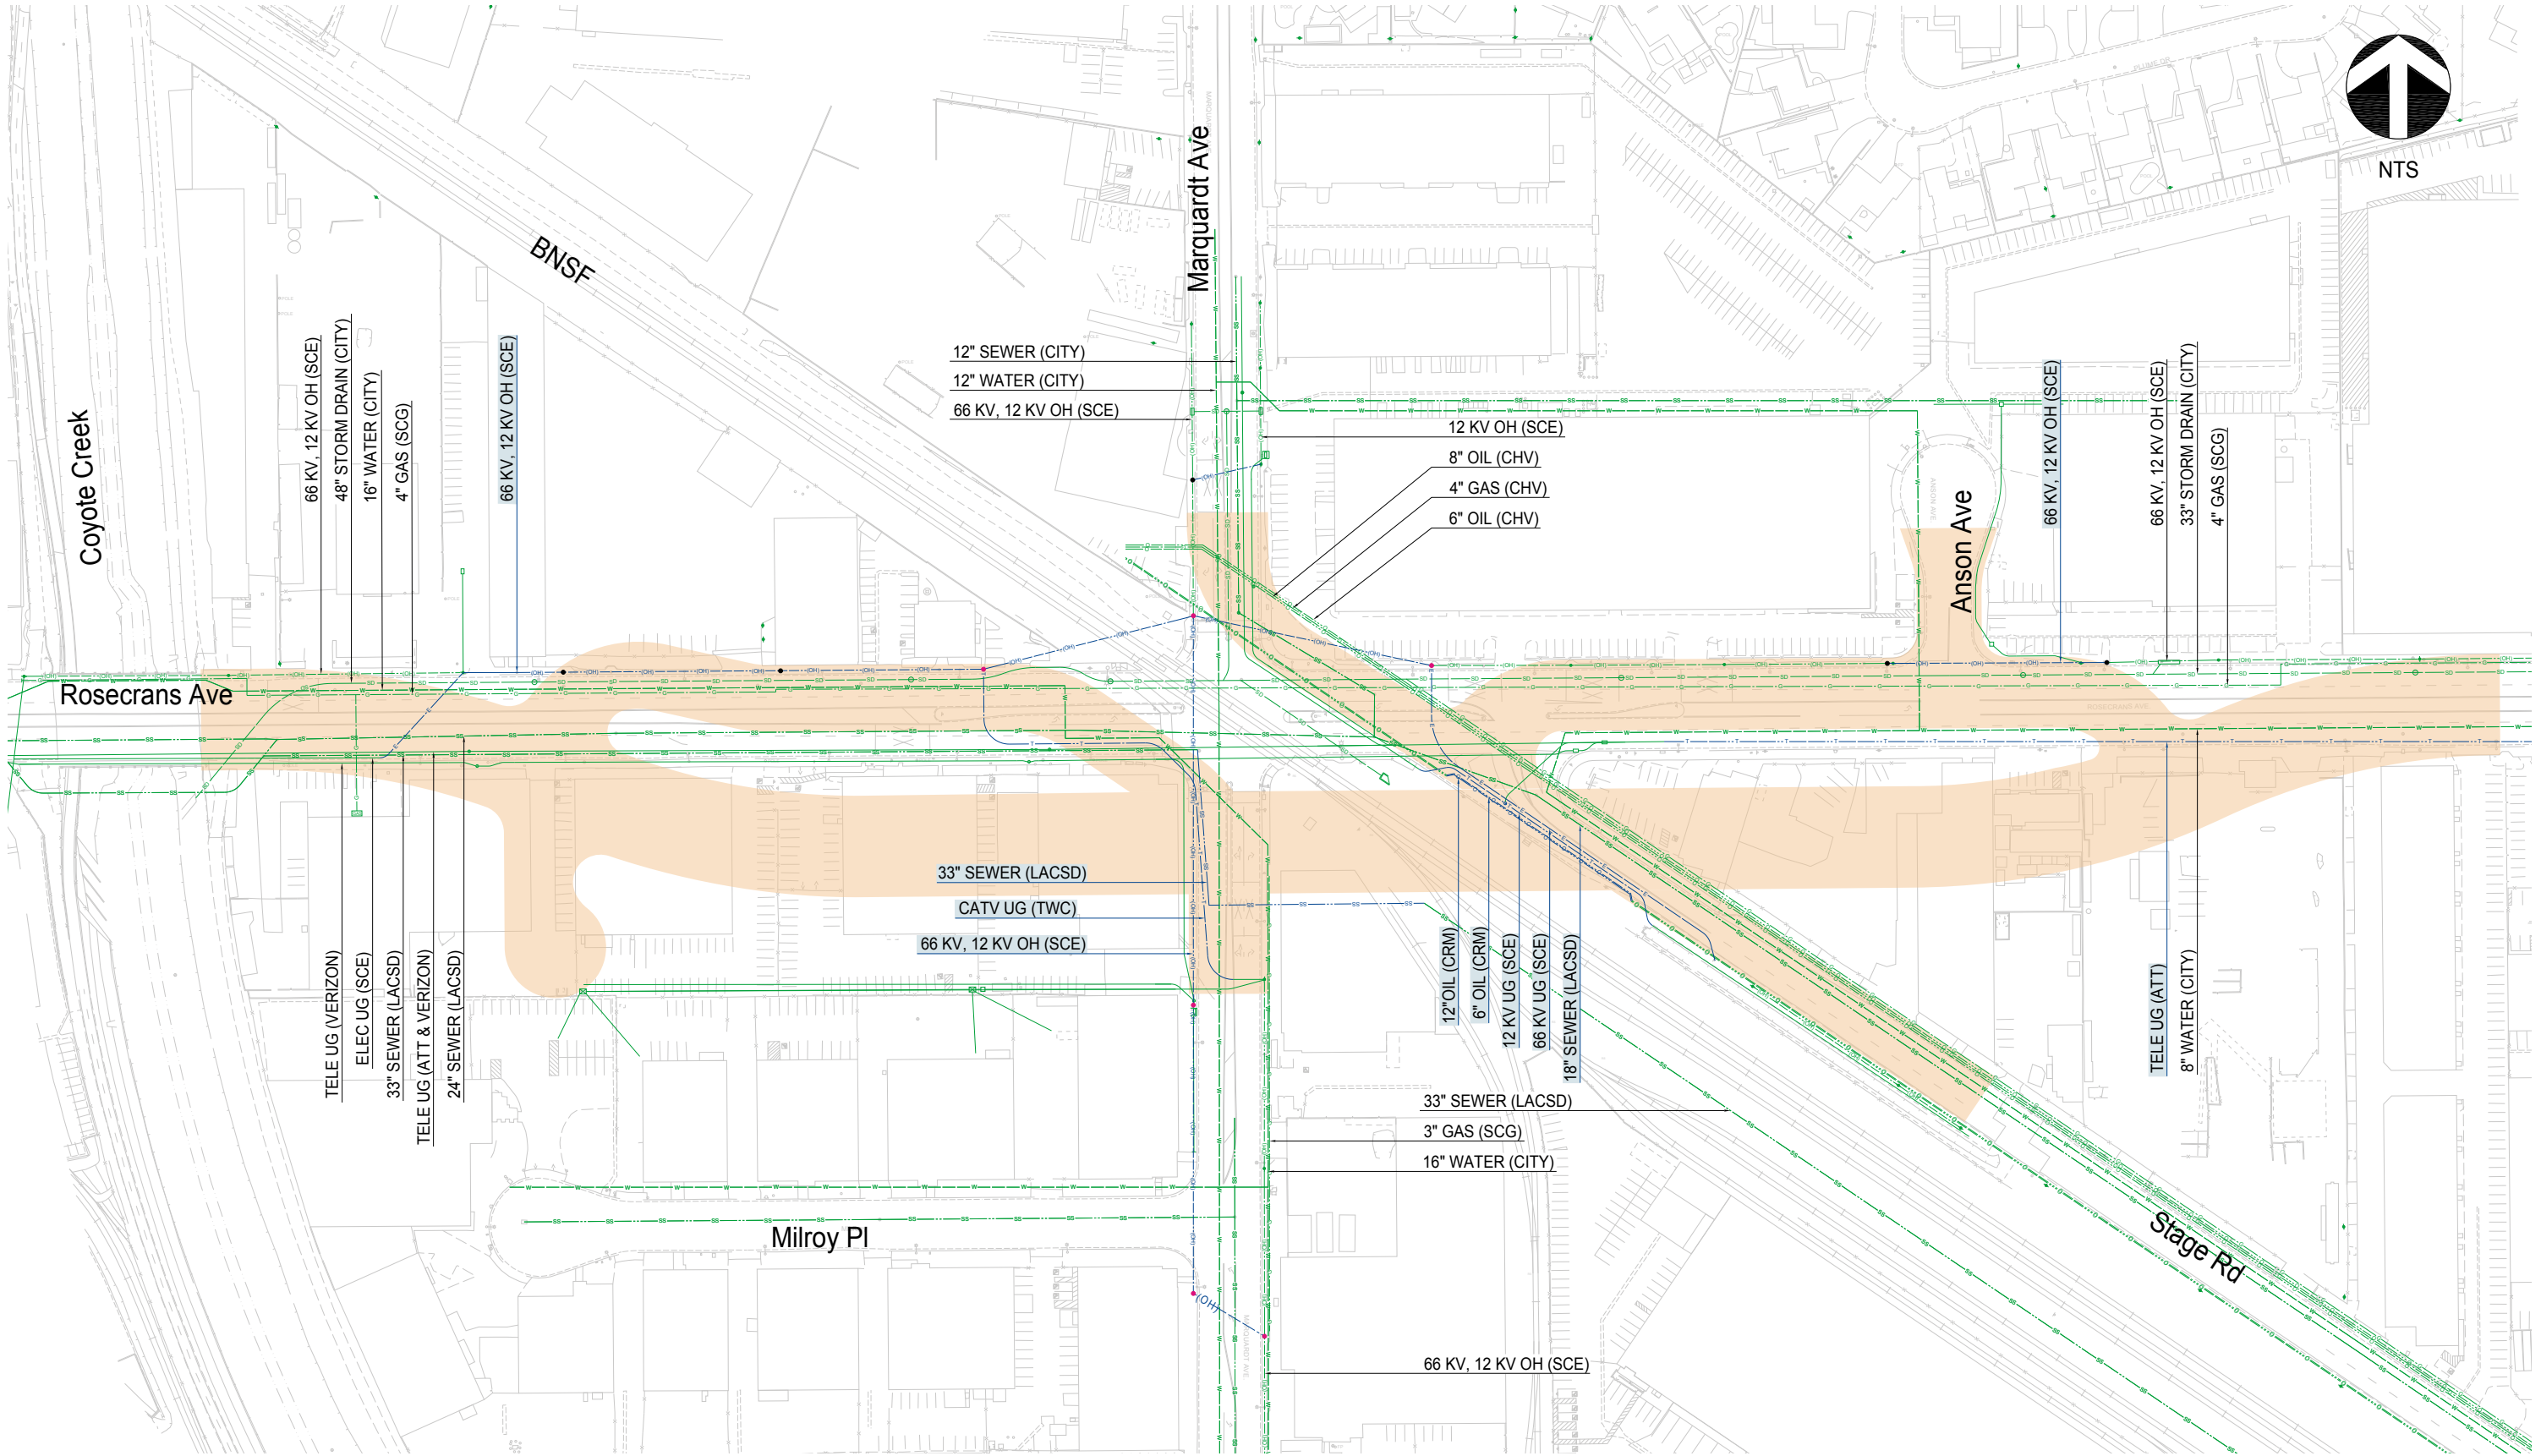 NTS
Marquardt Ave
BNSF
Coyote Creek
66 KV, 12 KV OH (SCE)
48" STORM DRAIN (CITY)
16" WATER (CITY)
4" GAS (SCG)
66 KV, 12 KV OH (SCE)
12" SEWER (CITY)
12" WATER (CITY)
66 KV, 12 KV OH (SCE)
12 KV OH (SCE)
8" OIL (CHV)
4" GAS (CHV)
6" OIL (CHV)
Anson Ave
66 KV, 12 KV OH (SCE)
66 KV, 12 KV OH (SCE)
33" STORM DRAIN (CITY)
4" GAS (SCG)
ANSON AVE
Rosecrans Ave
ROSECRANS AVE
33" SEWER (LACSD)
CATV UG (TWC)
66 KV, 12 KV OH (SCE)
TELE UG (VERIZON)
ELEC UG (SCE)
33" SEWER (LACSD)
TELE UG (ATT & VERIZON)
24" SEWER (LACSD)
12"OIL (CRM)
6" OIL (CRM)
12 KV UG (SCE)
66 KV UG (SCE)
18" SEWER (LACSD)
TELE UG (ATT)
8" WATER (CITY)
33" SEWER (LACSD)
3" GAS (SCG)
16" WATER (CITY)
Milroy Pl
Stage Rd
(OH)
MARQUARDT AVE
66 KV, 12 KV OH (SCE)